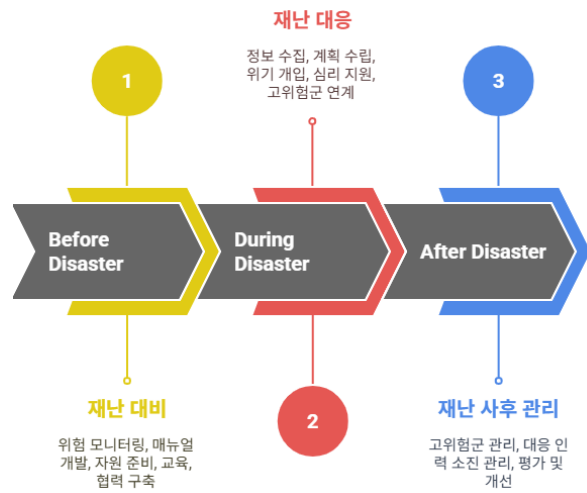 재난 대응
정보 수집, 계획 수립,
위기 개입, 심리 지원,
고위험군 연계
1
3
Before
Disaster
During
Disaster
After Disaster
재난 대비
위험 모니터링, 매뉴얼
개발, 자원 준비, 교육,
협력 구축
2
재난 사후 관리
고위험군 관리, 대응 인
력 소진 관리, 평가 및
개선